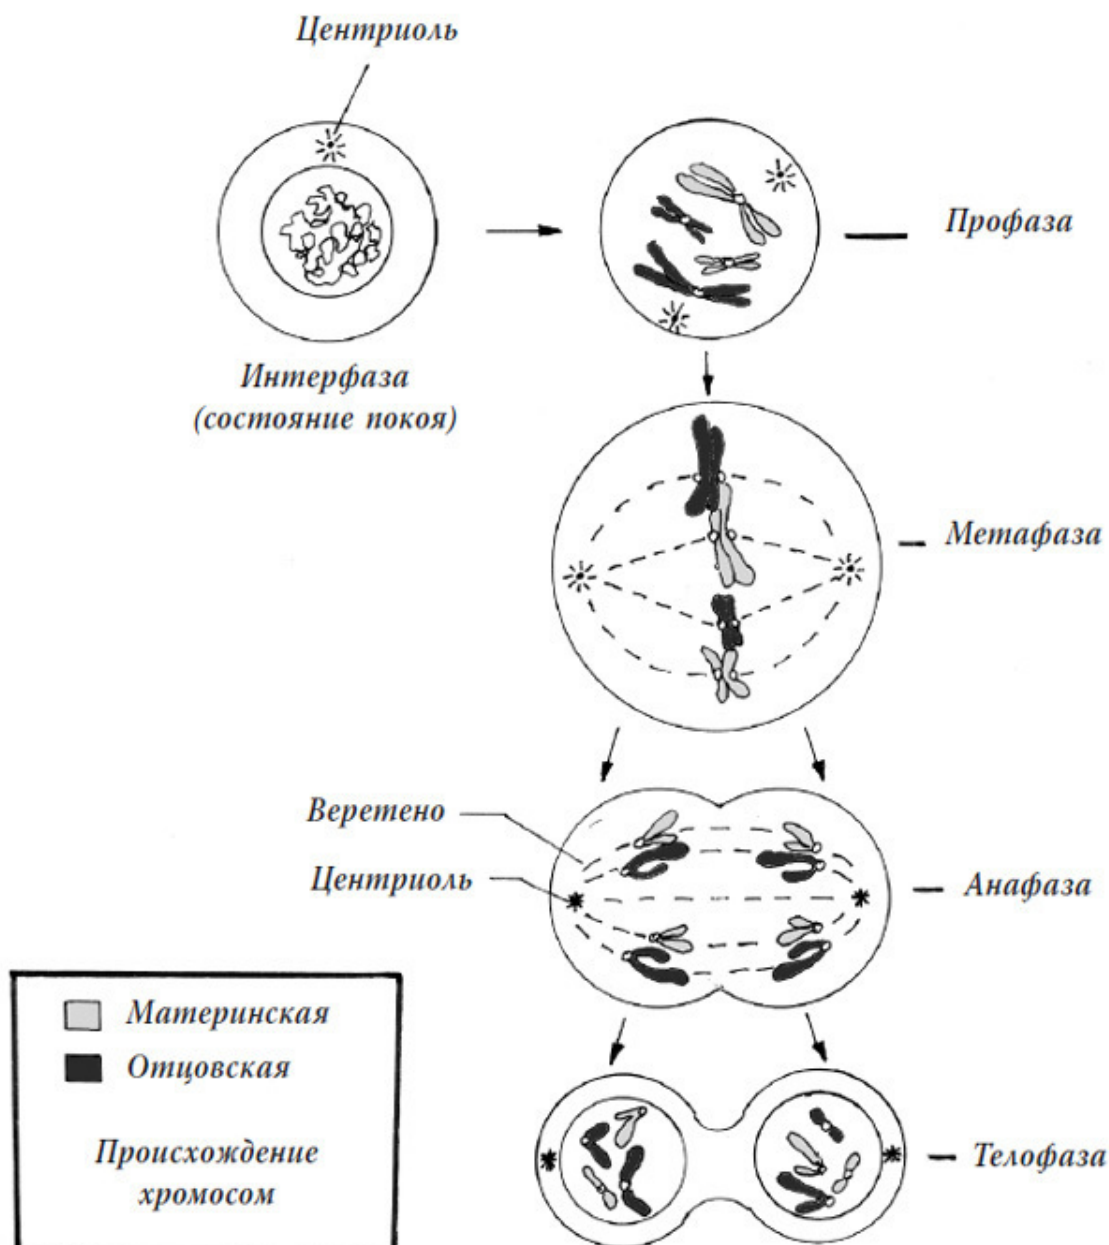 Центриоль
Профаза
Интерфаза
(состояние покоя)
Метафаза
Веретено
Центриоль
Анафаза
Материнская
Отцовская
Происхождение
хромосом
Телофаза